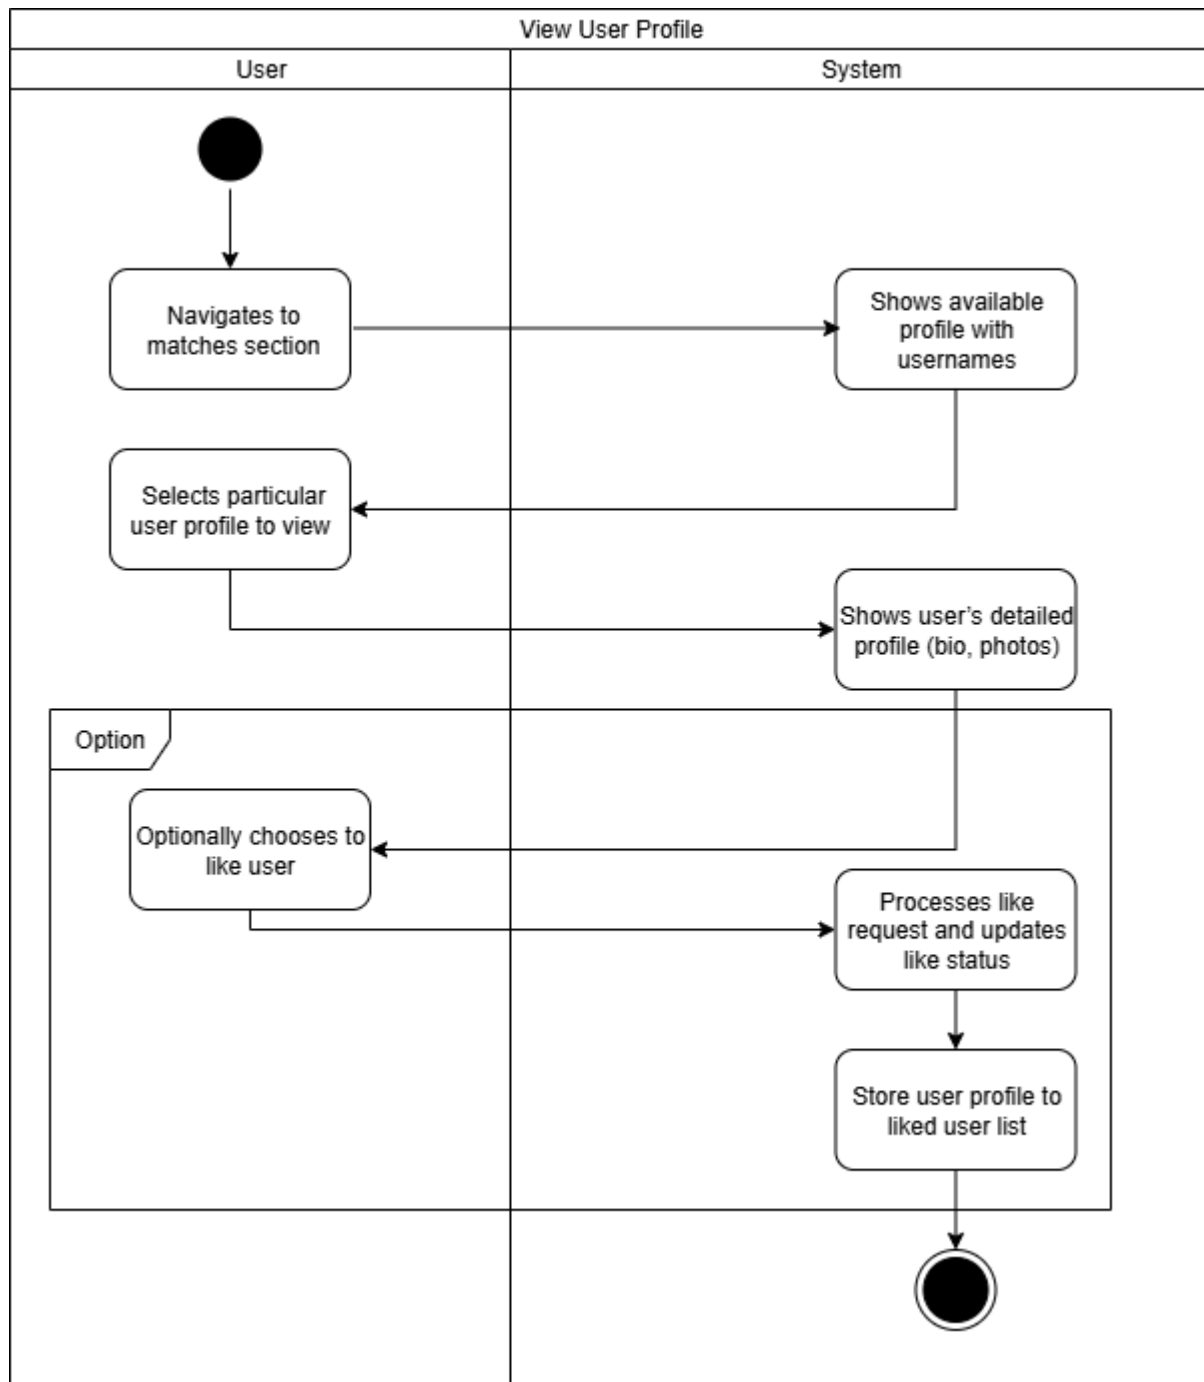 View User Profile
User
System
Navigates to
matches section
Shows available
profile with
usernames
Selects particular
user profile to view
Shows user’s detailed
profile (bio, photos)
Option
Optionally chooses to
like user
Processes like
request and updates
like status
Store user profile to
liked user list